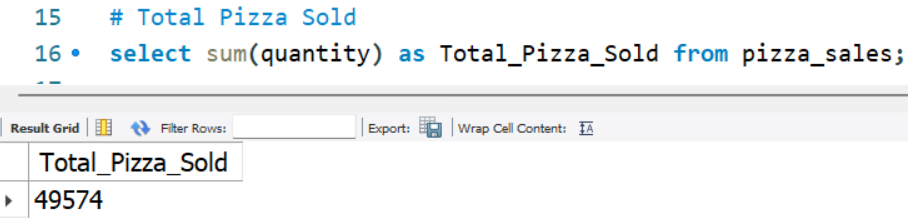 15 # Total Pizza Sold
16 select sum(quantity) as Total_Pizza_Sold from pizza_sales;
Result Grid Filter Rows: Export: Wrap Cell Content: IA
Total_Pizza_Sold
49574